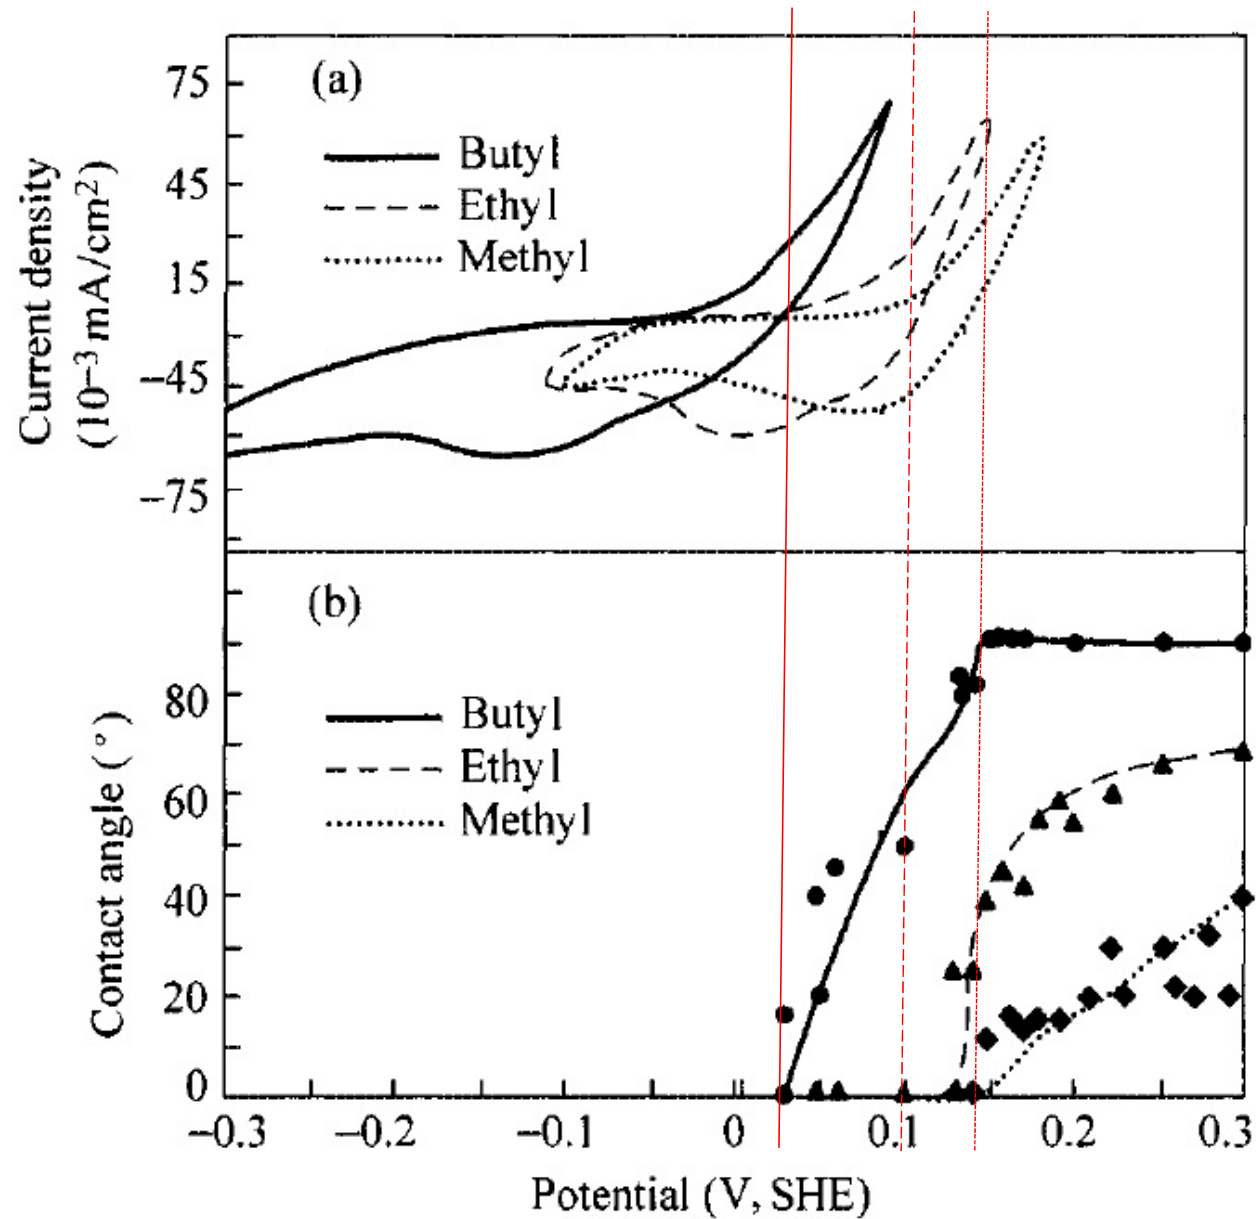 (a)
75
45
15
−45
−75
Current density
(10−3 mA/cm2)
Butyl
Ethyl
Methyl
(b)
80
60
40
20
0
Contact angle (°)
Butyl
Ethyl
Methyl
−0.3 −0.2 −0.1 0 0.1 0.2 0.3
Potential (V, SHE)